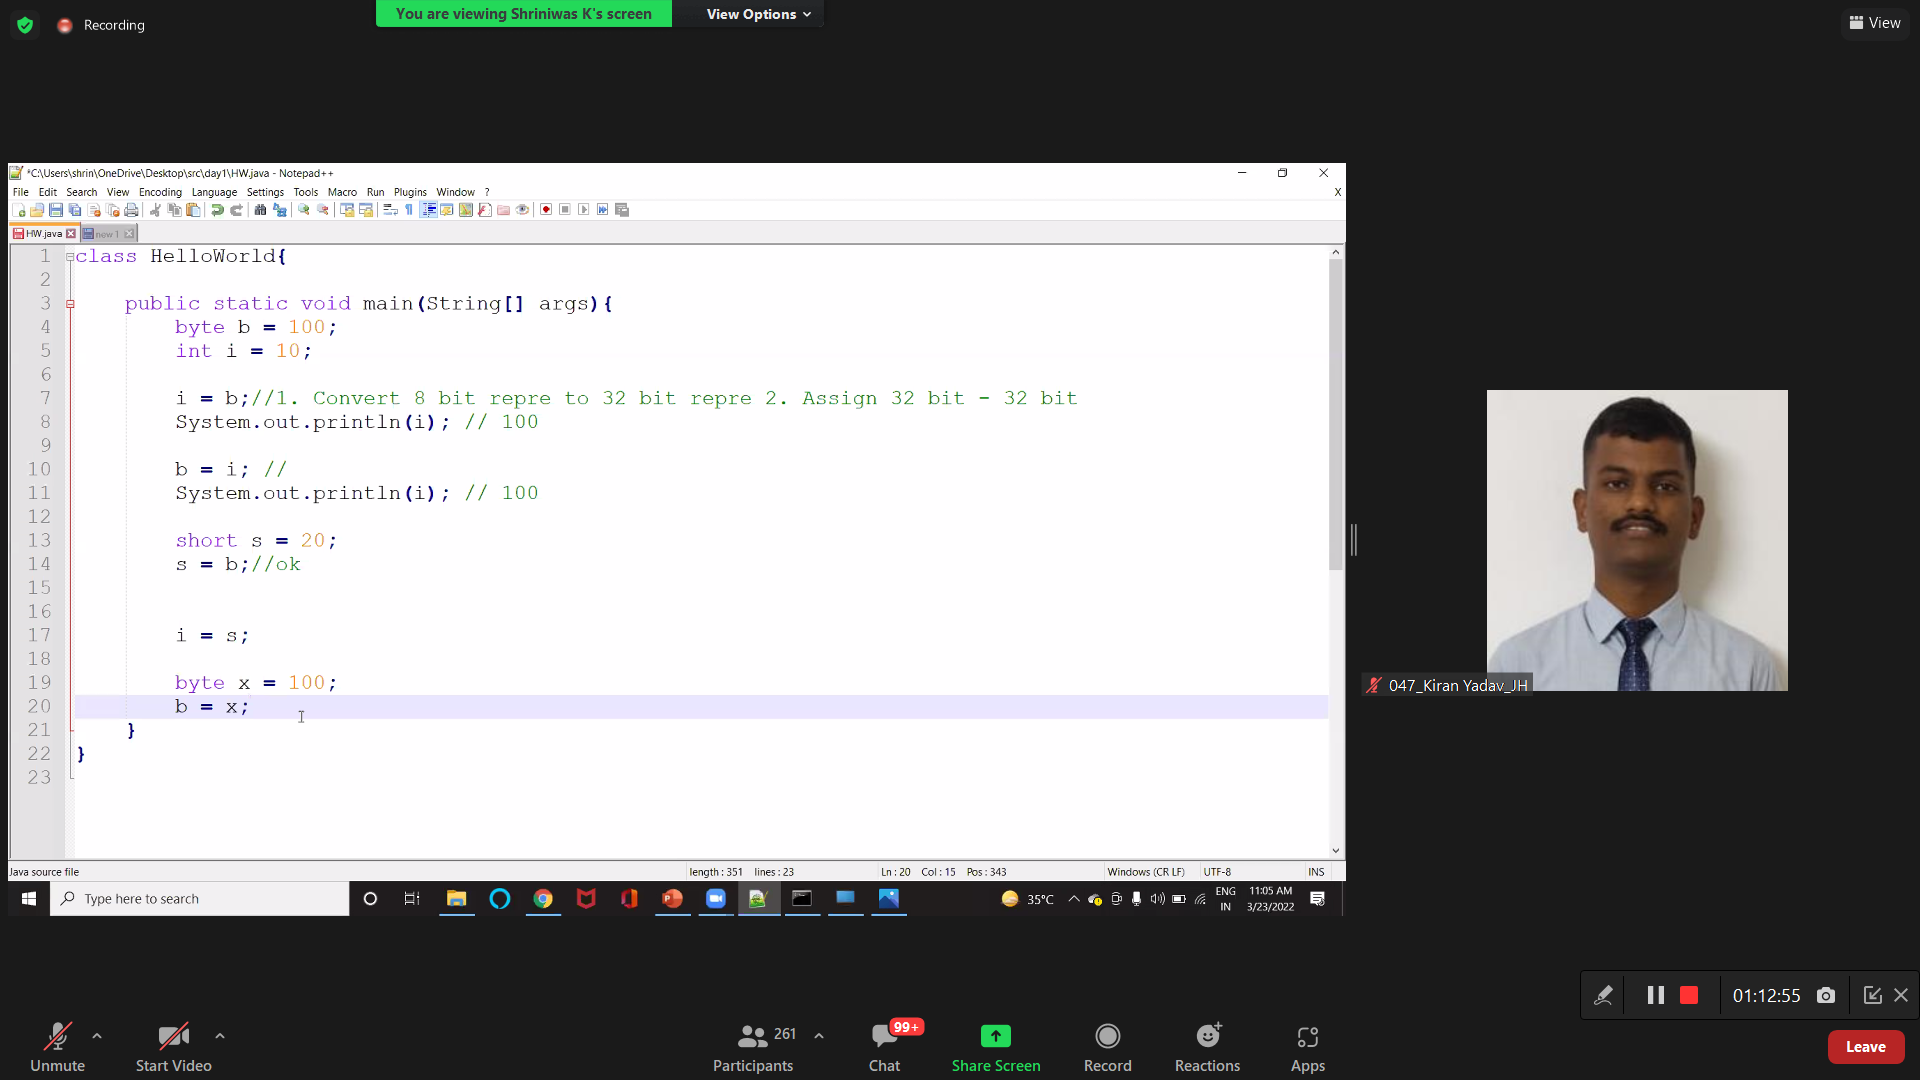 Recording
You are viewing Shriniwas K's screen
View Options
View
*C:\Users\shrin\OneDrive\Desktop\src\day1\HW.java - Notepad++
File Edit Search View Encoding Language Settings Tools Macro Run Plugins Window ? X
HW.java new 1
1 class HelloWorld{
2
3 public static void main(String[] args){
4 byte b = 100;
5 int i = 10;
6
7 i = b;//1. Convert 8 bit repre to 32 bit repre 2. Assign 32 bit - 32 bit
8 System.out.println(i); // 100
9
10 b = i; //
11 System.out.println(i); // 100
12
13 short s = 20;
14 s = b;//ok
15
16
17 i = s;
18
19 byte x = 100;
20 b = x;
21 }
22 }
23
Java source file length : 351 lines : 23 Ln : 20 Col : 15 Pos : 343 Windows (CR LF) UTF-8 INS
Type here to search
35°C
ENG
IN
11:05 AM
3/23/2022
047_Kiran Yadav_JH
01:12:55
Unmute
Start Video
261
Participants
99+
Chat
Share Screen
Record
Reactions
Apps
Leave